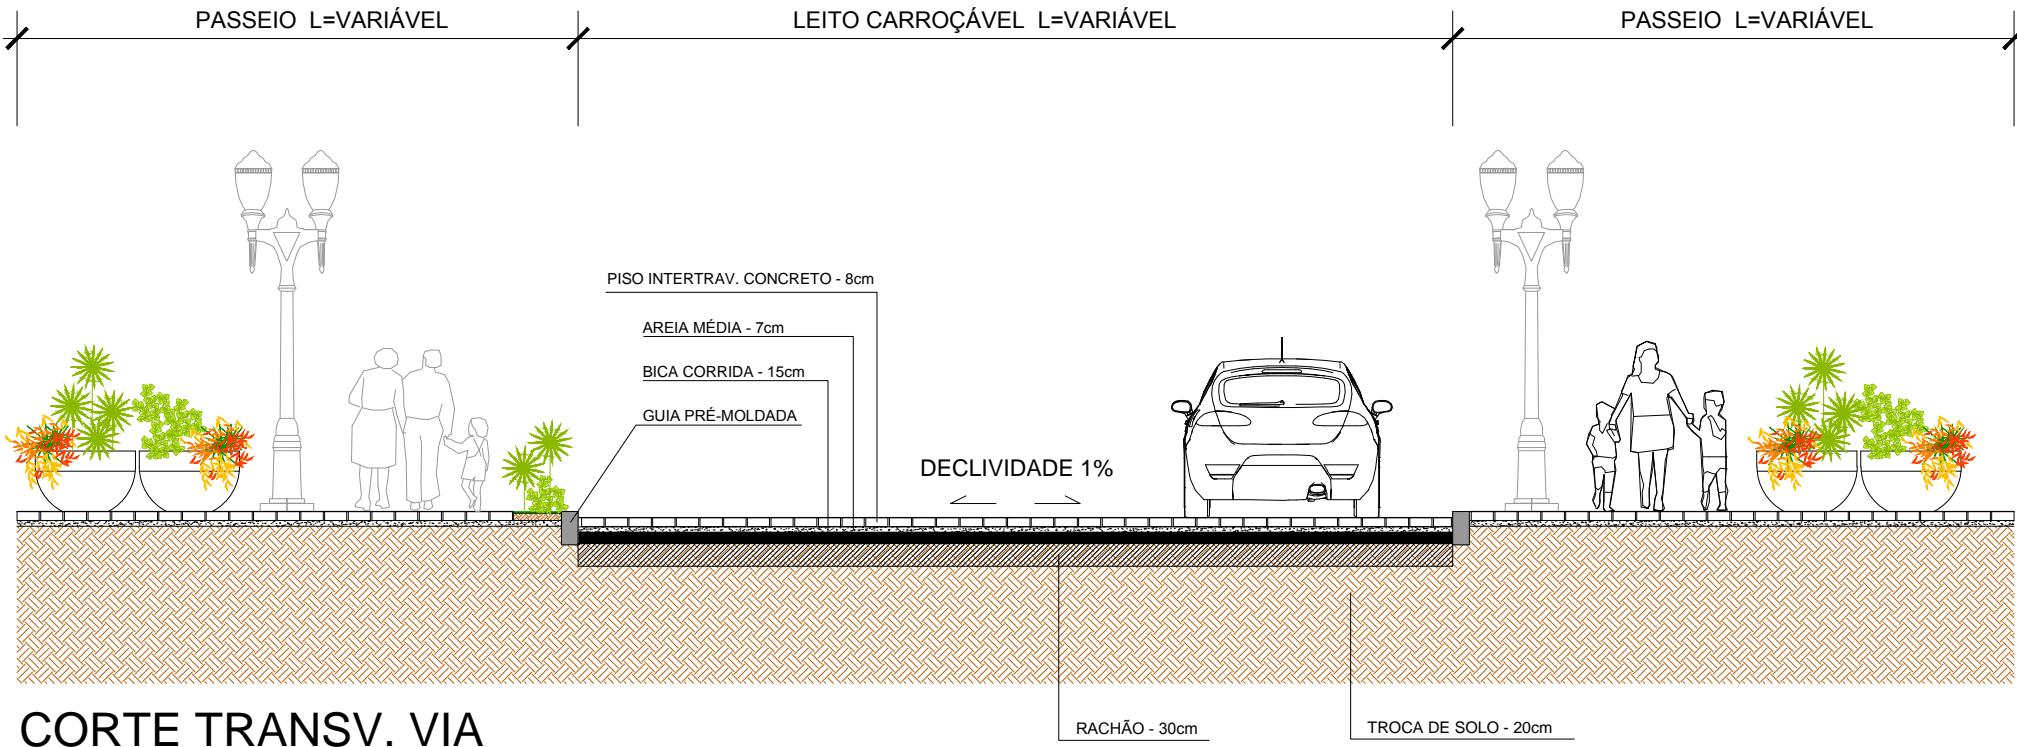 PASSEIO L=VARIÁVEL
LEITO CARROÇÁVEL L=VARIÁVEL
PASSEIO L=VARIÁVEL
PISO INTERTRAV. CONCRETO - 8cm
AREIA MÉDIA - 7cm
BICA CORRIDA - 15cm
GUIA PRÉ-MOLDADA
DECLIVIDADE 1%
RACHÃO - 30cm
TROCA DE SOLO - 20cm
CORTE TRANSV. VIA